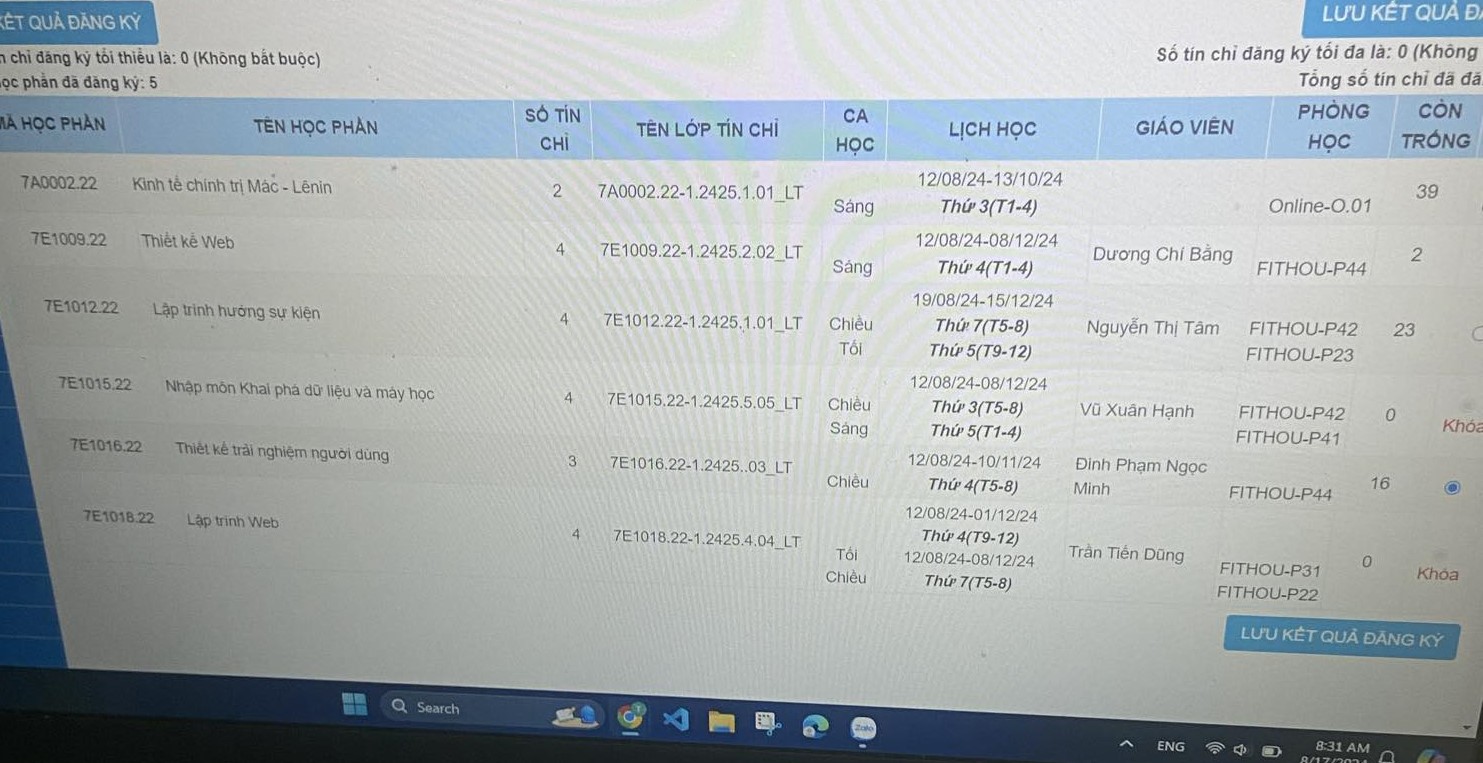 KẾT QUẢ ĐĂNG KÝ
LƯU KẾT QUẢ
chỉ đăng ký tối thiểu là: 0 (Không bắt buộc)
Số tín chỉ đăng ký tối đa là: 0 (Không
học phần đã đăng ký: 5
Tổng số tín chỉ đã đă
MÃ HỌC PHẦN TÊN HỌC PHẦN SỐ TÍN CHỈ TÊN LỚP TÍN CHỈ CA HỌC LỊCH HỌC GIÁO VIÊN PHÒNG HỌC CÒN TRỐNG
7A0002.22 Kinh tế chính trị Mác - Lênin 2 7A0002.22-1.2425.1.01_LT Sáng 12/08/24-13/10/24
Thứ 3(T1-4) Online-O.01 39
7E1009.22 Thiết kế Web 4 7E1009.22-1.2425.2.02_LT Sáng 12/08/24-08/12/24
Thứ 4(T1-4) Dương Chí Bằng FITHOU-P44 2
7E1012.22 Lập trình hướng sự kiện 4 7E1012.22-1.2425.1.01_LT Chiều 19/08/24-15/12/24
Thứ 7(T5-8) Nguyễn Thị Tâm FITHOU-P42 23
Tối Thứ 5(T9-12) FITHOU-P23
7E1015.22 Nhập môn Khai phá dữ liệu và máy học 4 7E1015.22-1.2425.5.05_LT Chiều 12/08/24-08/12/24
Thứ 3(T5-8) Vũ Xuân Hạnh FITHOU-P42 0 Khóa
Sáng Thứ 5(T1-4) FITHOU-P41
7E1016.22 Thiết kế trải nghiệm người dùng 3 7E1016.22-1.2425..03_LT Chiều 12/08/24-10/11/24
Thứ 4(T5-8) Đinh Phạm Ngọc Minh FITHOU-P44 16
7E1018.22 Lập trình Web 4 7E1018.22-1.2425.4.04_LT 12/08/24-01/12/24
Tối Thứ 4(T9-12) Trần Tiến Dũng FITHOU-P31 0 Khóa
12/08/24-08/12/24
Chiều Thứ 7(T5-8) FITHOU-P22
LƯU KẾT QUẢ ĐĂNG KÝ
Search
Zalo
ENG
8:31 AM